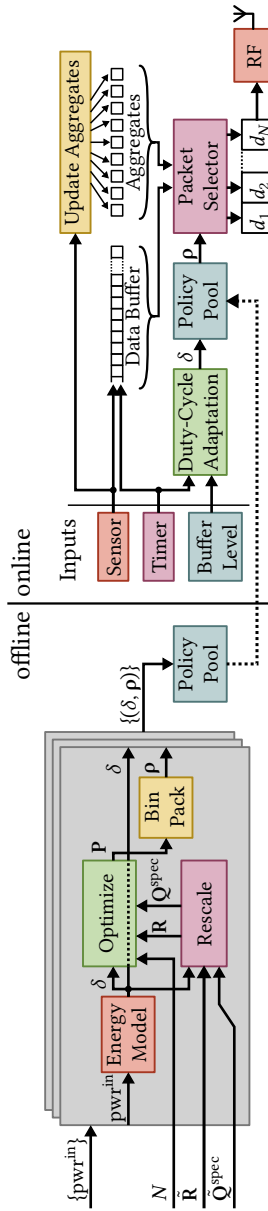 offline
online
{pwr^in}
pwr^in
Energy
Model
δ
Optimize
P
δ
Bin
Pack
ρ
R
Q^spec
Rescale
N
R̃
Q̃^spec
{(δ, ρ)}
Policy
Pool
Inputs
Sensor
Timer
Buffer
Level
Update Aggregates
Aggregates
Data Buffer
Duty-Cycle
Adaptation
δ
Policy
Pool
ρ
Packet
Selector
d_1
d_2
d_N
RF